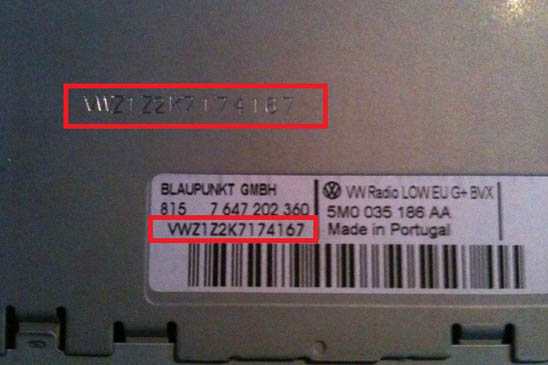 VWZ1Z2K7174167
BLAUPUNKT GMBH
815 7 647 202 360
VWZ1Z2K7174167
VW Radio LOW EU G+ BVX
5M0 035 186 AA
Made in Portugal